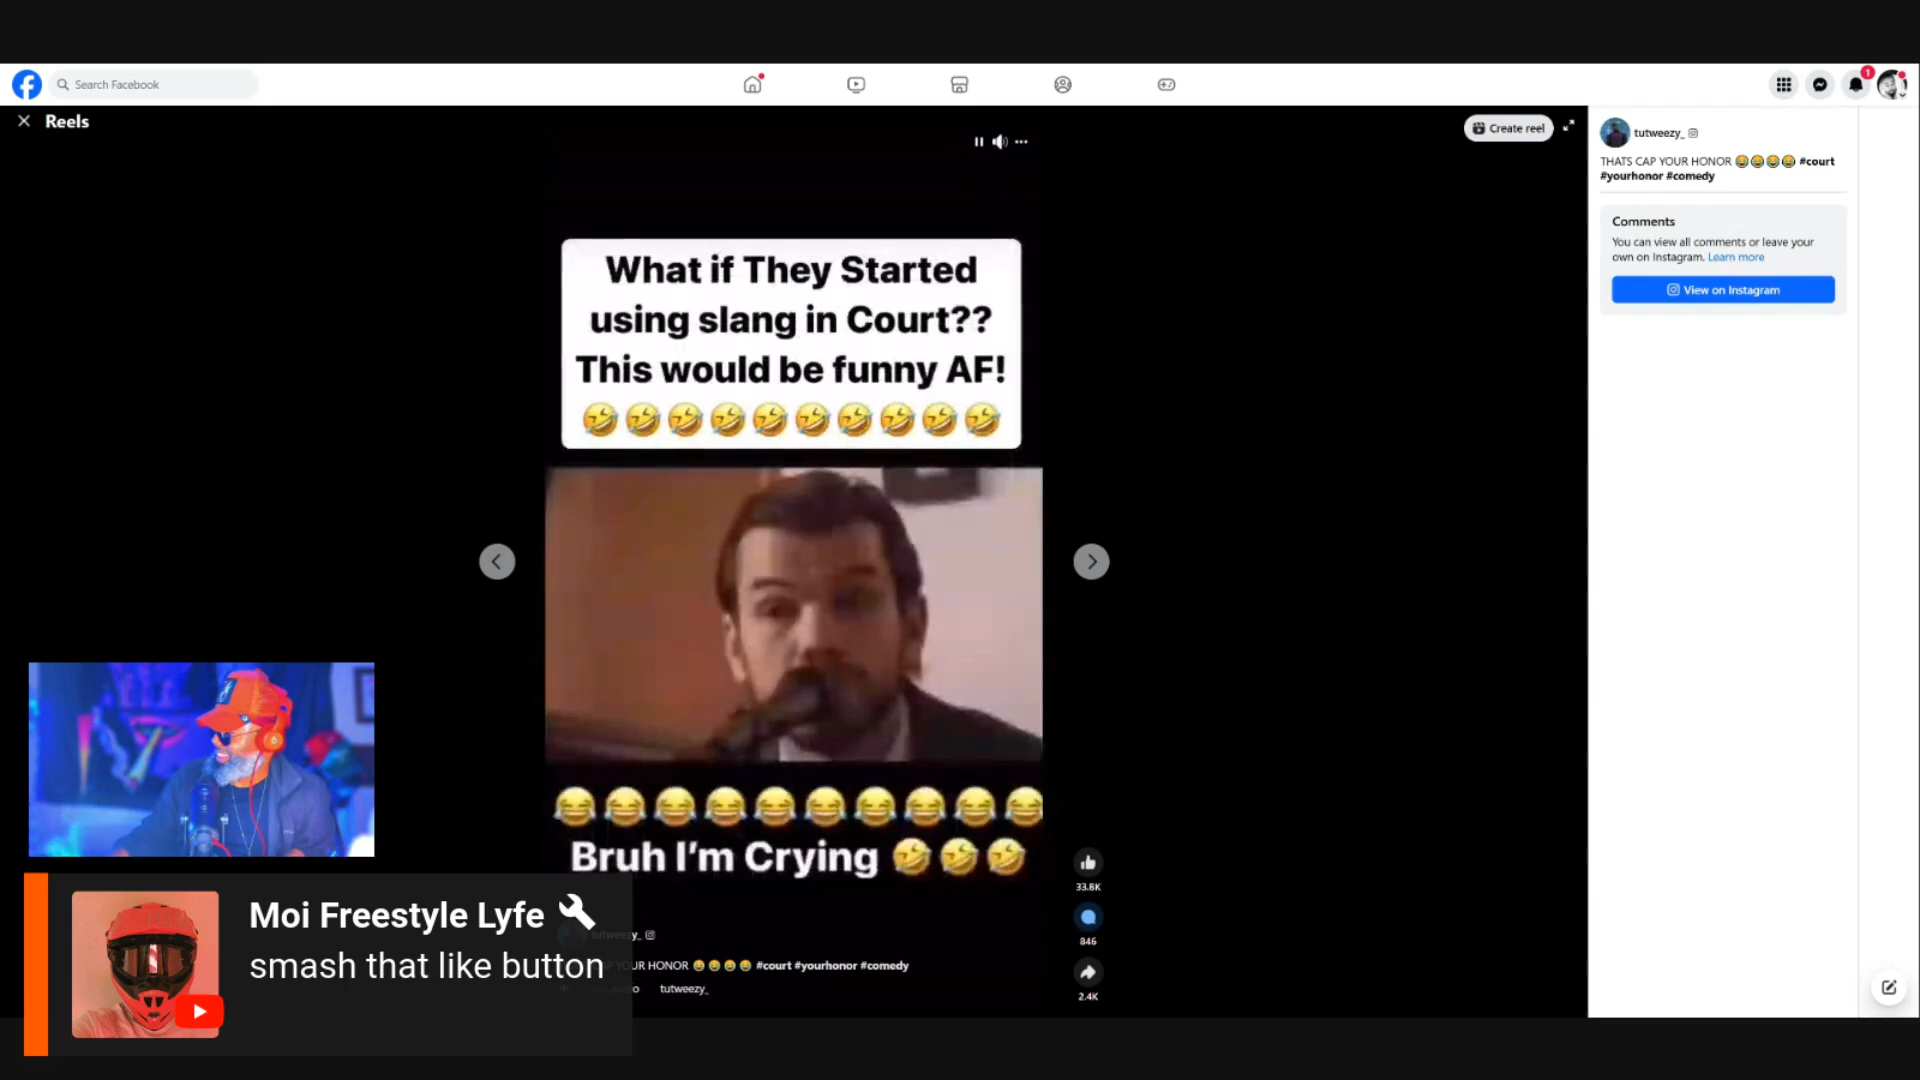 Search Facebook
1
Reels
Create reel
What if They Started
using slang in Court??
This would be funny AF!
🤣🤣🤣🤣🤣🤣🤣🤣🤣🤣
😂😂😂😂😂😂😂😂😂😂
Bruh I'm Crying 🤣🤣🤣
33.8K
846
2.4K
YOUR HONOR 😂😂😂😂 #court #yourhonor #comedy
tutweezy_
tutweezy_
THATS CAP YOUR HONOR 😂😂😂😂 #court
#yourhonor #comedy
Comments
You can view all comments or leave your
own on Instagram. Learn more
View on Instagram
Moi Freestyle Lyfe
smash that like button